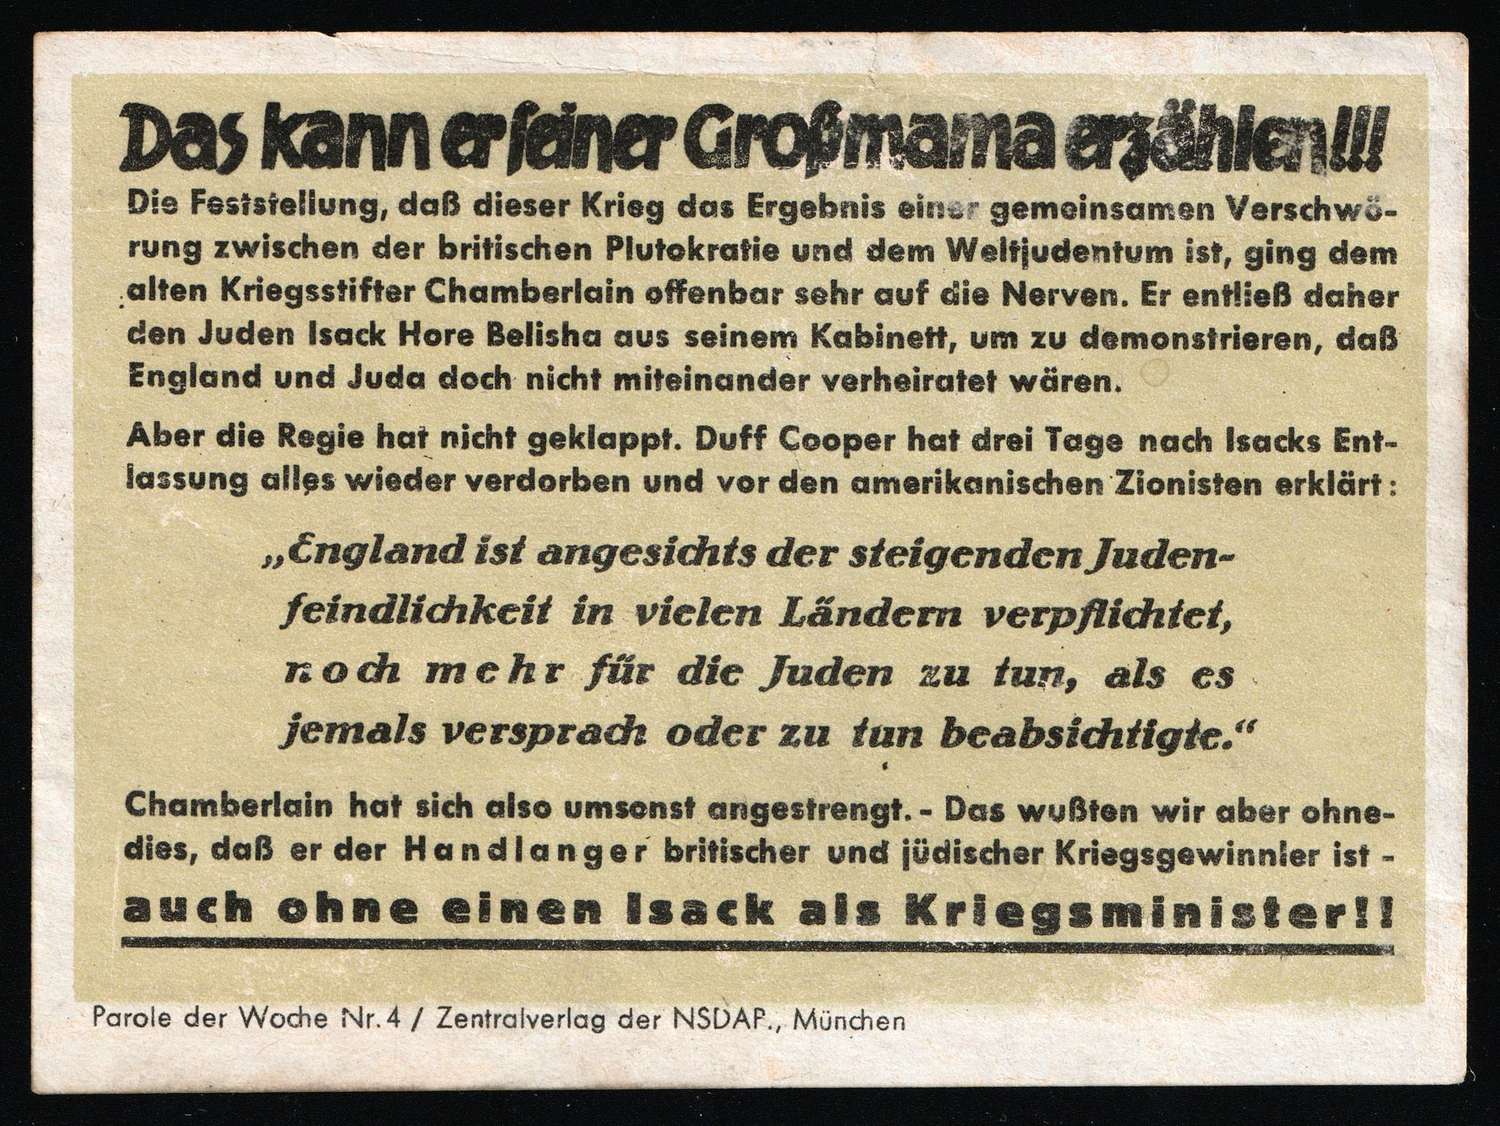 Das kann er seiner Großmama erzählen!!!
Die Feststellung, daß dieser Krieg das Ergebnis einer gemeinsamen Verschwö-
rung zwischen der britischen Plutokratie und dem Weltjudentum ist, ging dem
alten Kriegsstifter Chamberlain offenbar sehr auf die Nerven. Er entließ daher
den Juden Isack Hore Belisha aus seinem Kabinett, um zu demonstrieren, daß
England und Juda doch nicht miteinander verheiratet wären.
Aber die Regie hat nicht geklappt. Duff Cooper hat drei Tage nach Isacks Ent-
lassung alles wieder verdorben und vor den amerikanischen Zionisten erklärt:
„England ist angesichts der steigenden Juden-
feindlichkeit in vielen Ländern verpflichtet,
noch mehr für die Juden zu tun, als es
jemals versprach oder zu tun beabsichtigte.“
Chamberlain hat sich also umsonst angestrengt. - Das wußten wir aber ohne-
dies, daß er der Handlanger britischer und jüdischer Kriegsgewinnler ist -
auch ohne einen Isack als Kriegsminister!!
Parole der Woche Nr. 4 / Zentralverlag der NSDAP., München